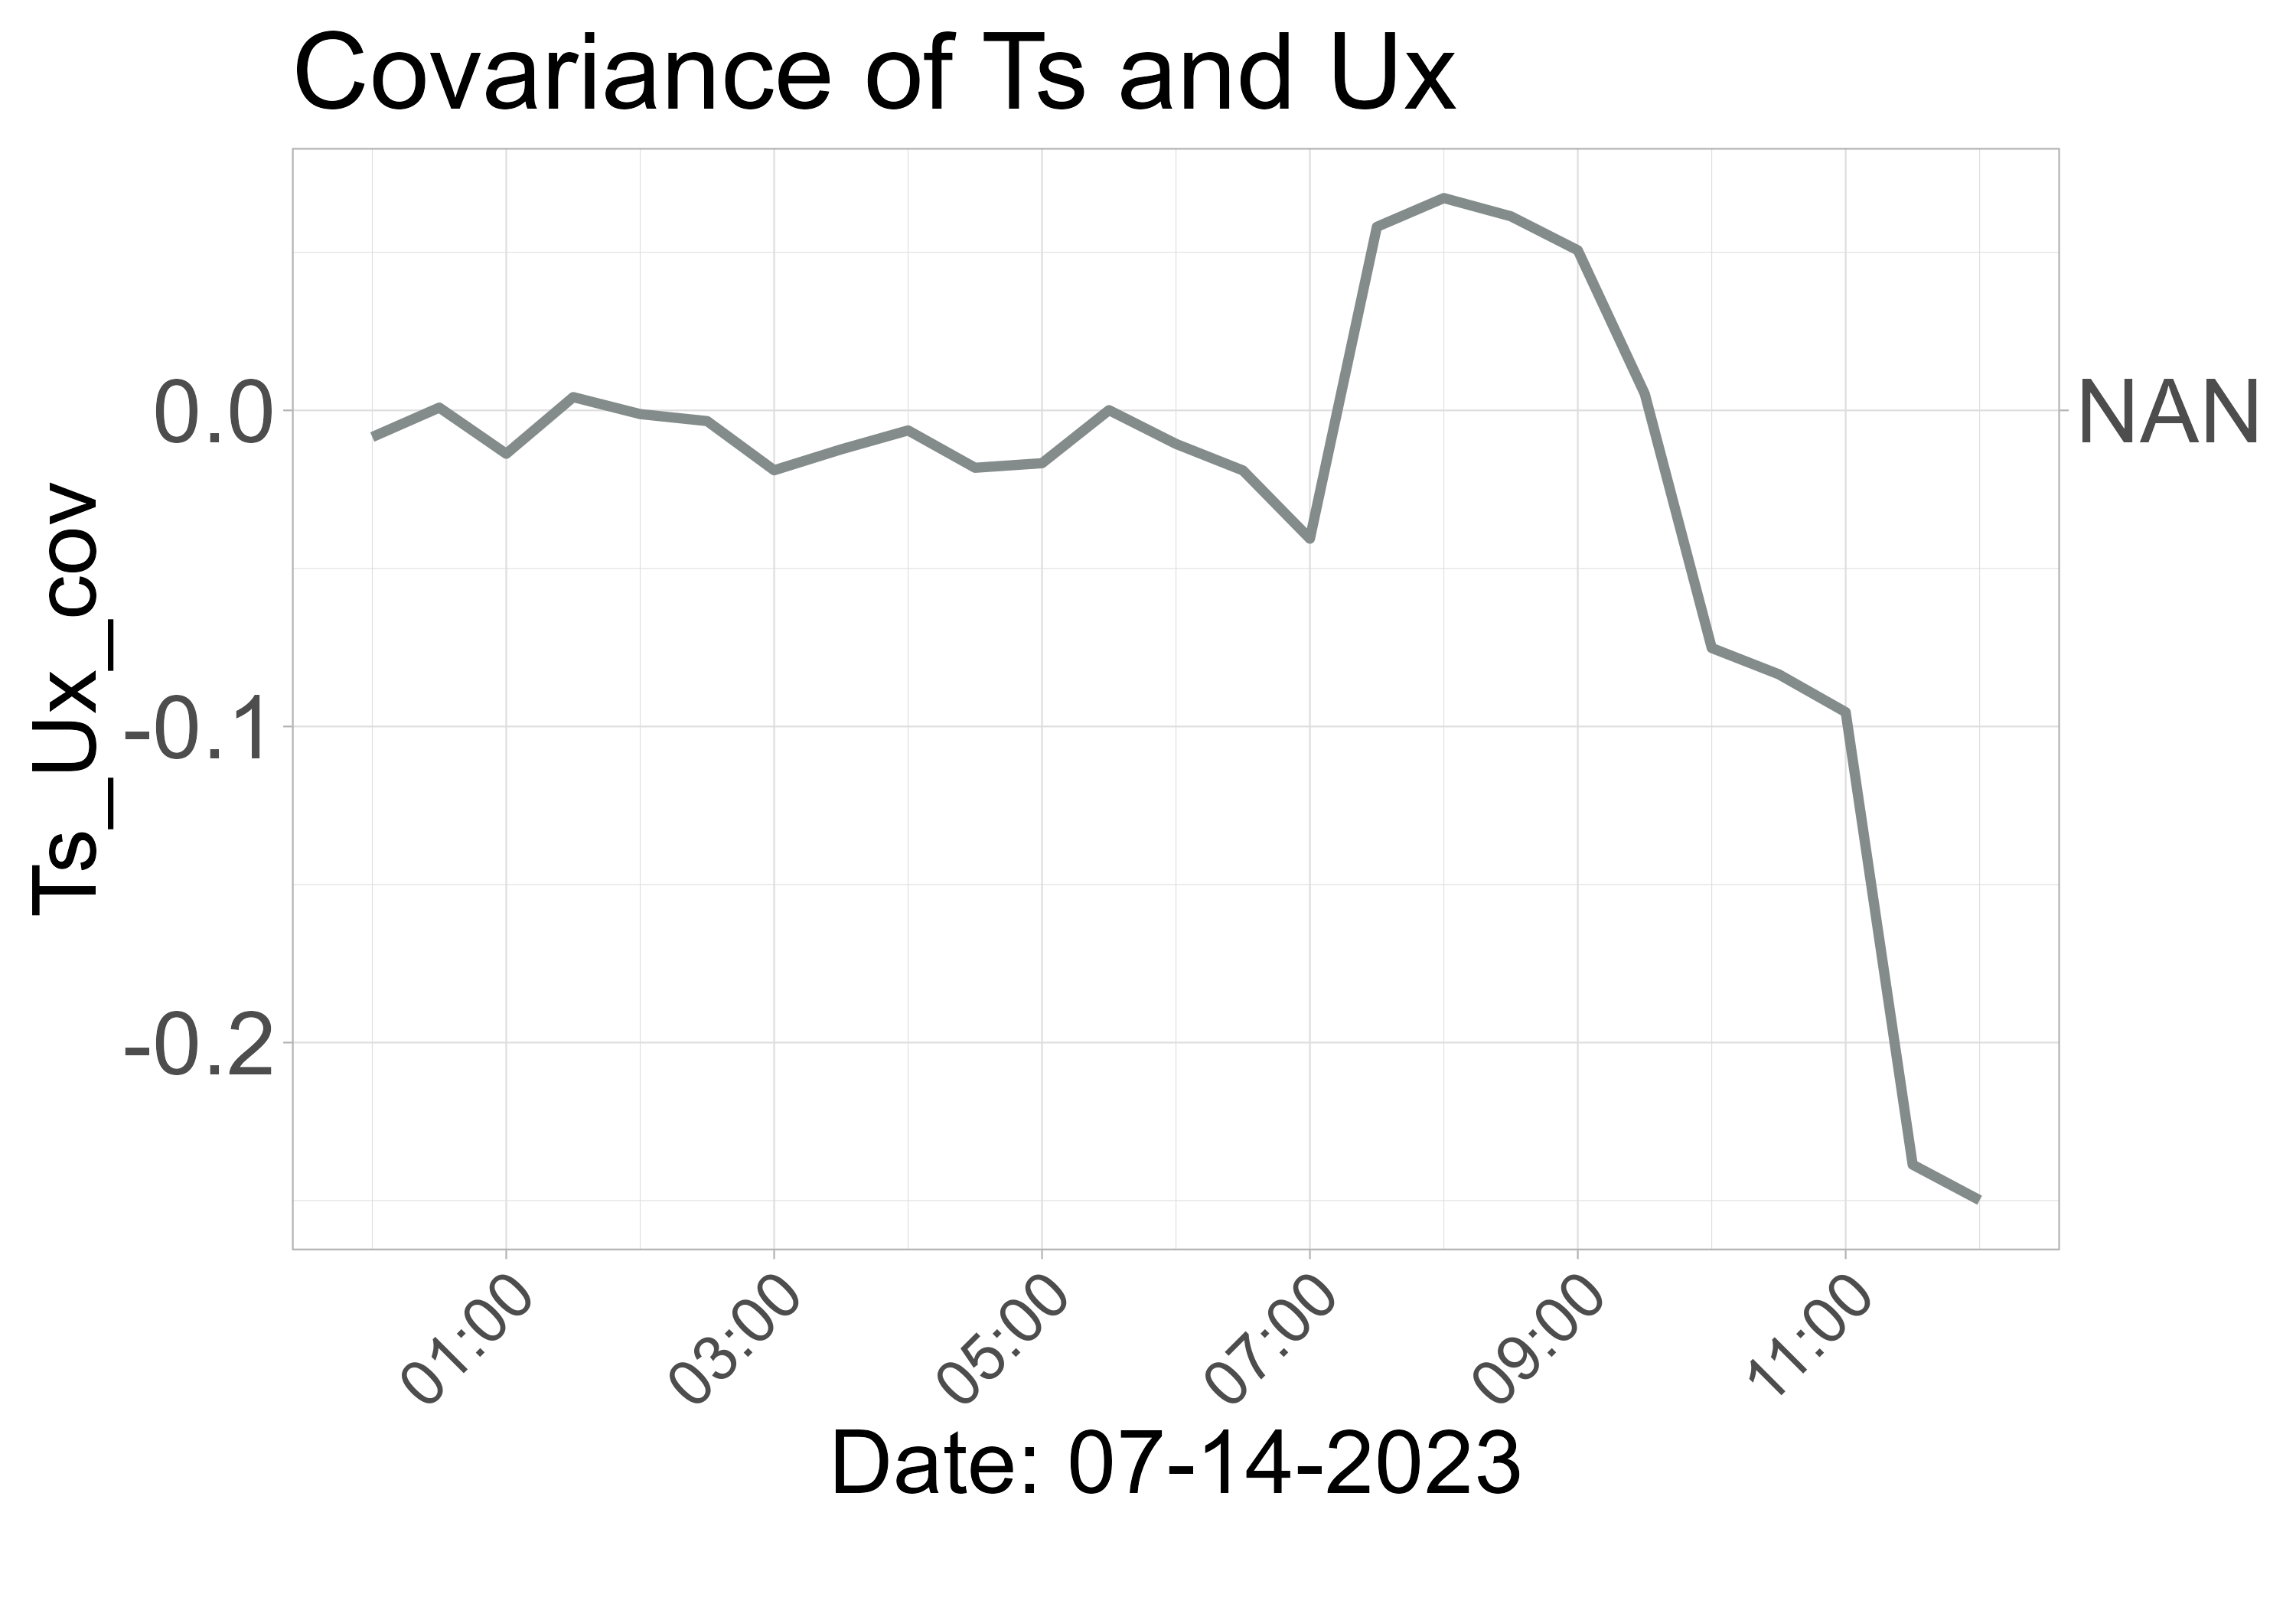 Covariance of Ts and Ux
Ts_Ux_cov
0.0
-0.1
-0.2
NAN
01:00
03:00
05:00
07:00
09:00
11:00
Date: 07-14-2023